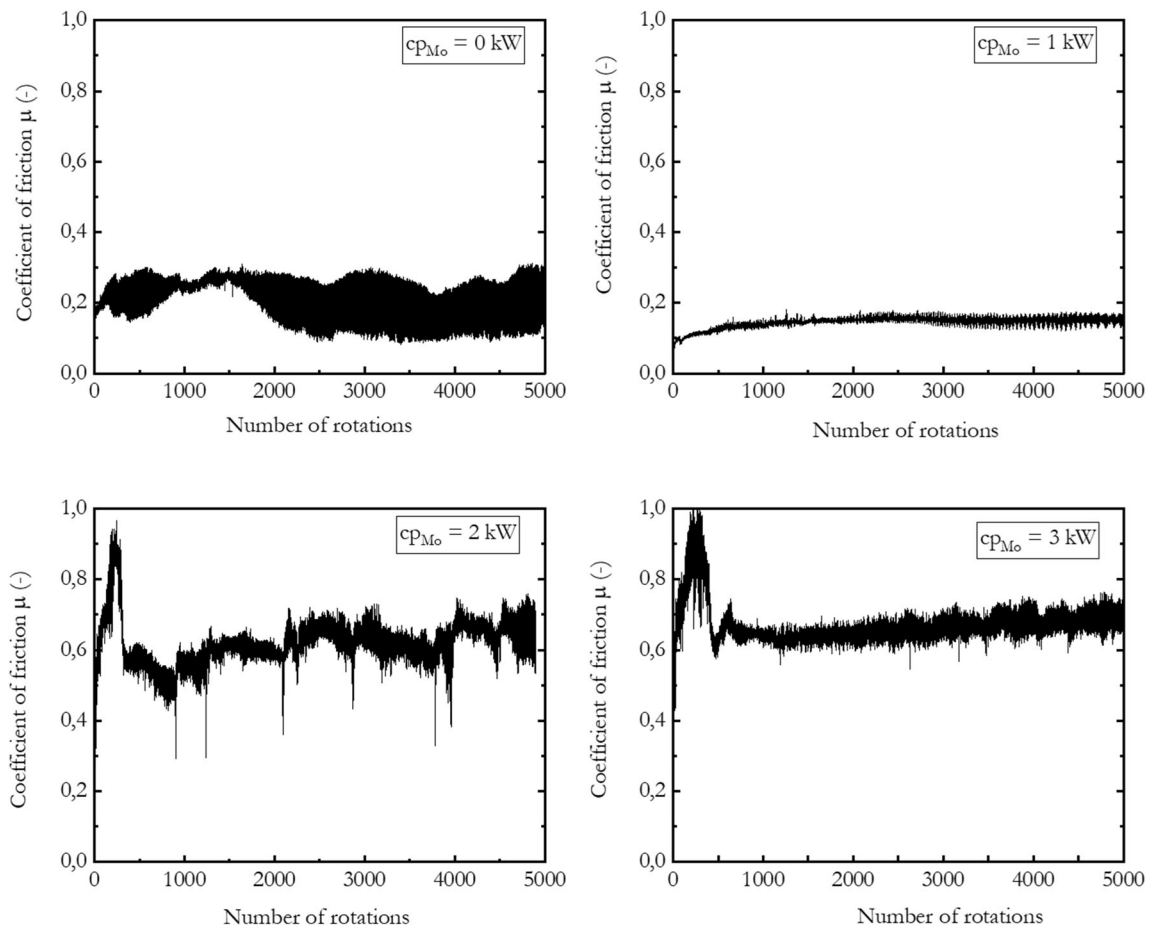 1,0
0,8
0,6
0,4
0,2
0,0
Coefficient of friction μ (-)
cp_Mo = 0 kW
0 1000 2000 3000 4000 5000
Number of rotations
1,0
0,8
0,6
0,4
0,2
0,0
Coefficient of friction μ (-)
cp_Mo = 1 kW
0 1000 2000 3000 4000 5000
Number of rotations
1,0
0,8
0,6
0,4
0,2
0,0
Coefficient of friction μ (-)
cp_Mo = 2 kW
0 1000 2000 3000 4000 5000
Number of rotations
1,0
0,8
0,6
0,4
0,2
0,0
Coefficient of friction μ (-)
cp_Mo = 3 kW
0 1000 2000 3000 4000 5000
Number of rotations